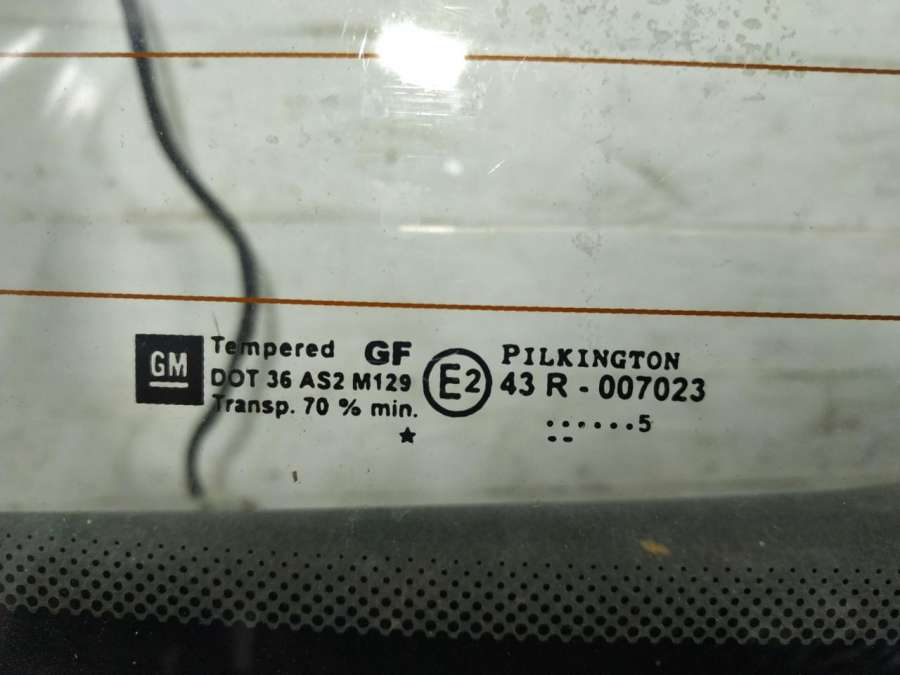 GM
Tempered GF
DOT 36 AS2 M129
Transp. 70 % min.
E2
PILKINGTON
43 R - 007023
......5